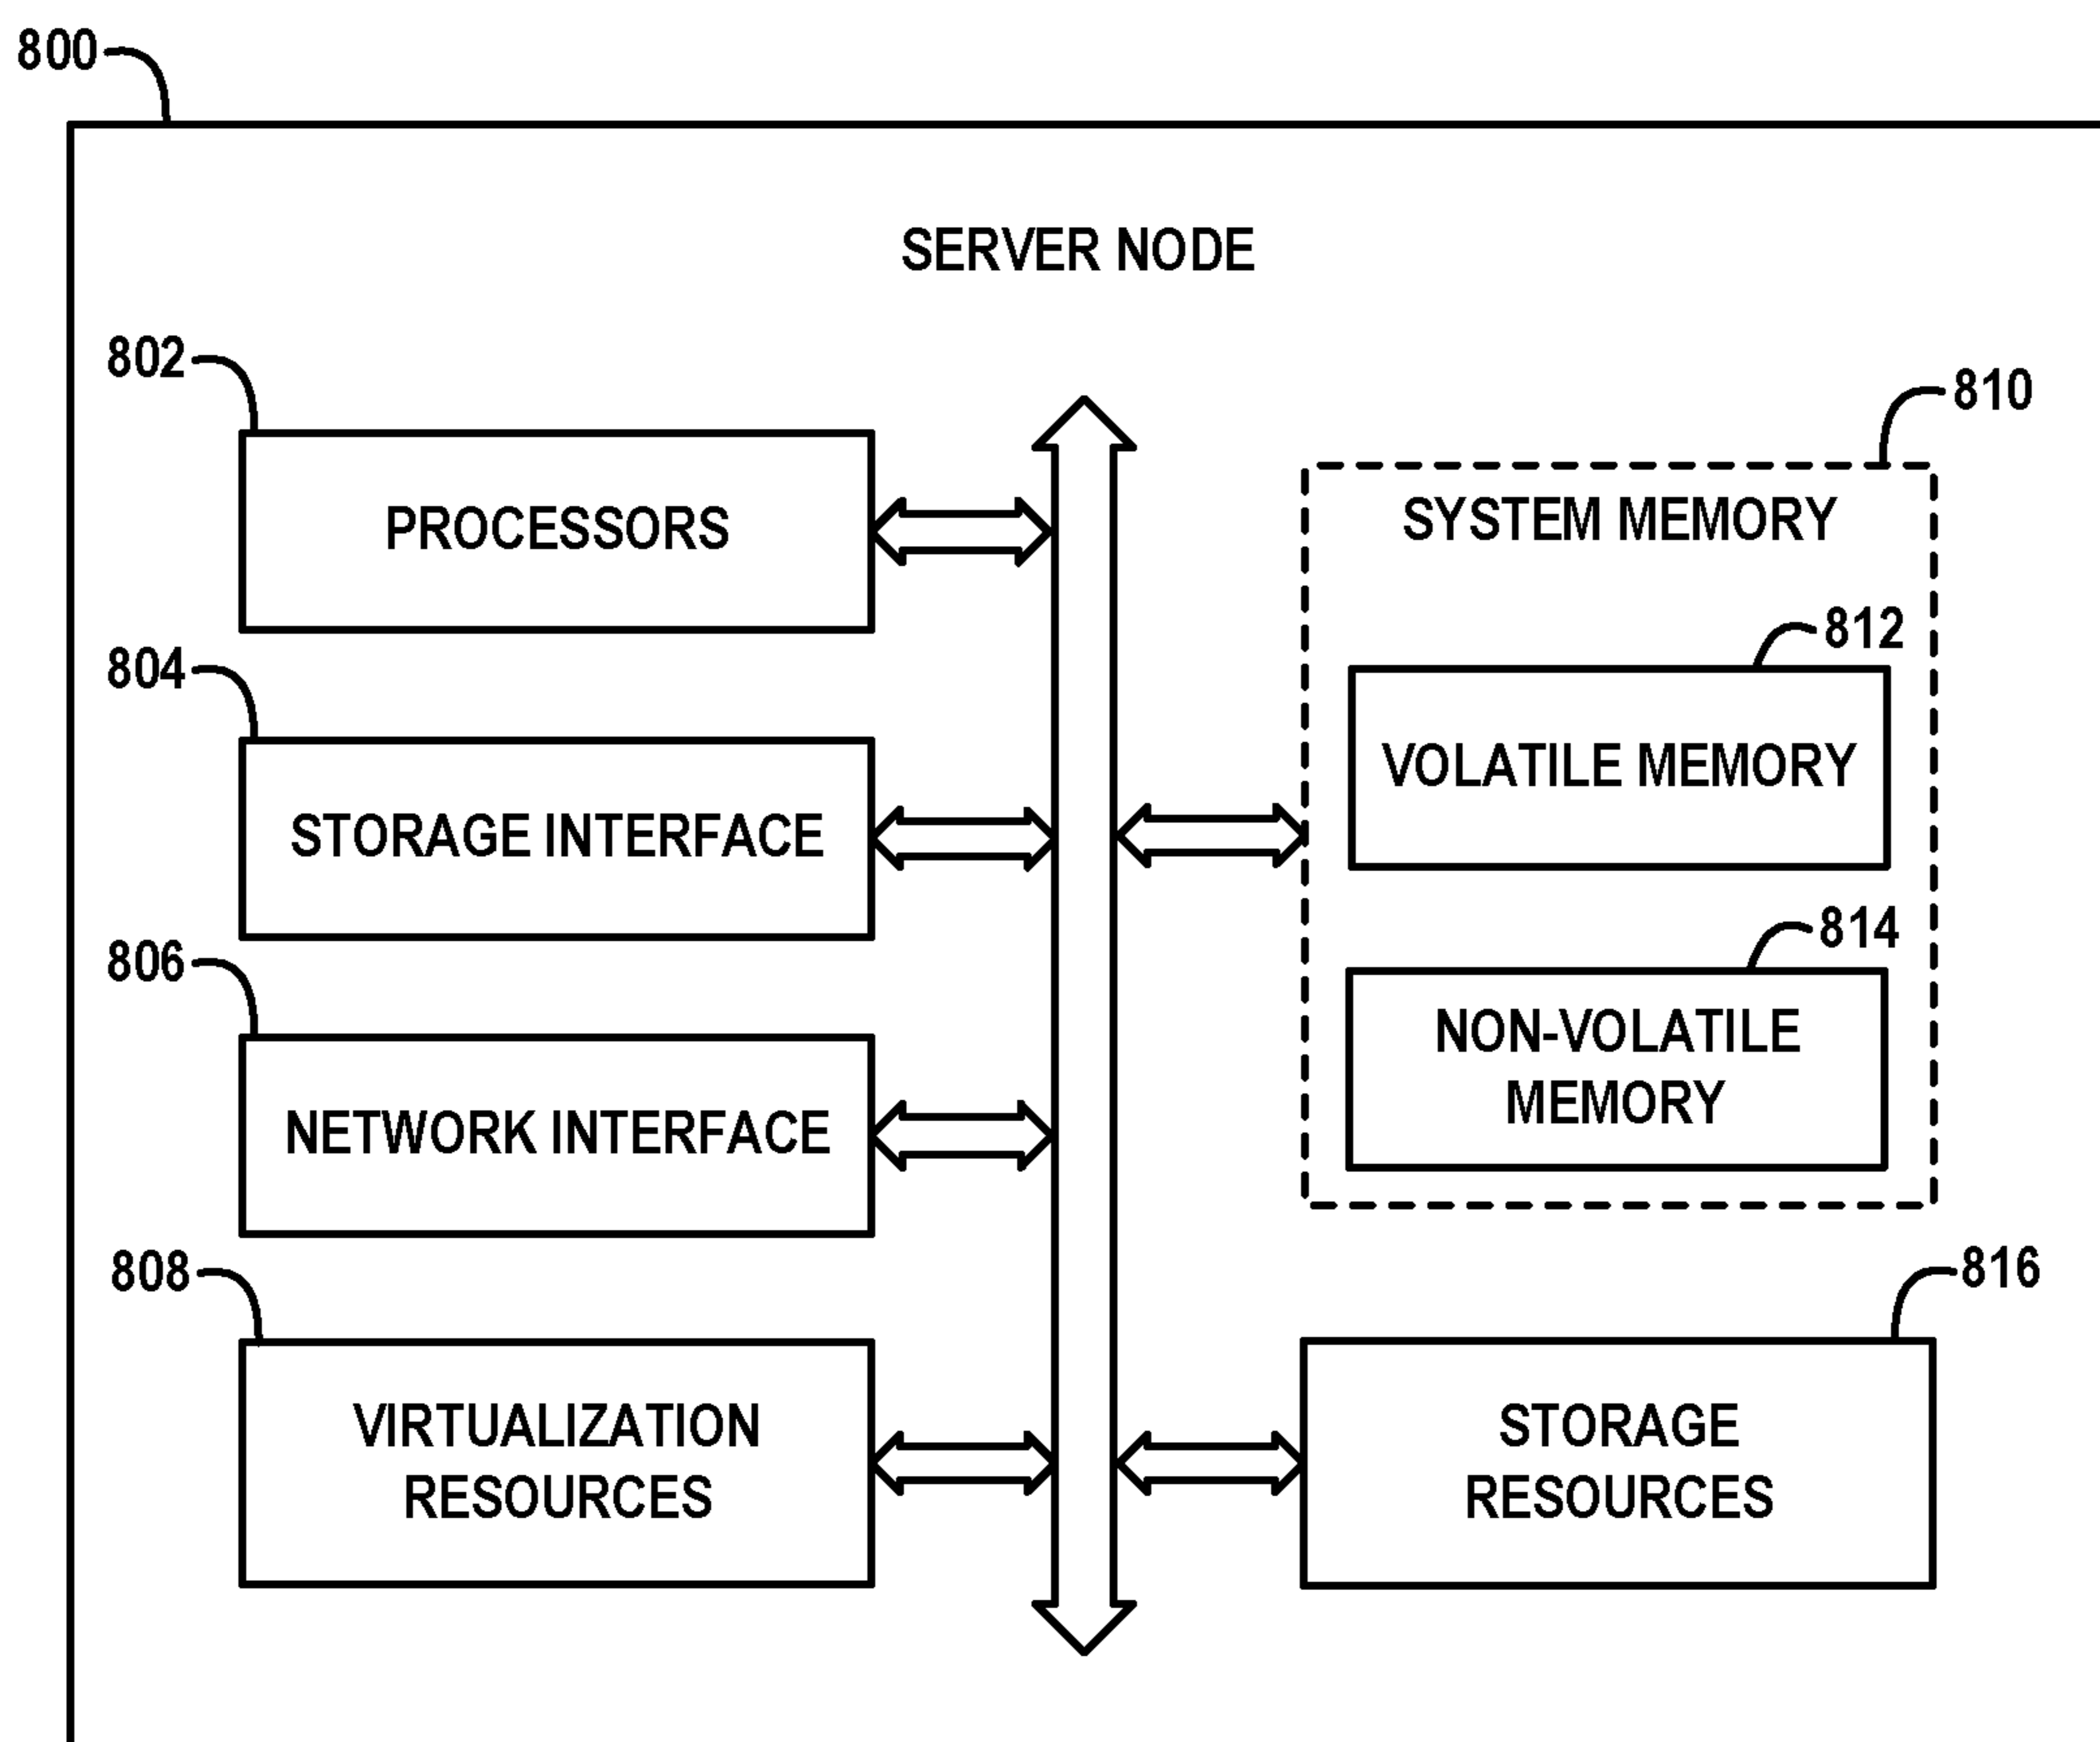 800
SERVER NODE
802
PROCESSORS
804
STORAGE INTERFACE
806
NETWORK INTERFACE
808
VIRTUALIZATION
RESOURCES
810
SYSTEM MEMORY
812
VOLATILE MEMORY
814
NON-VOLATILE
MEMORY
816
STORAGE
RESOURCES